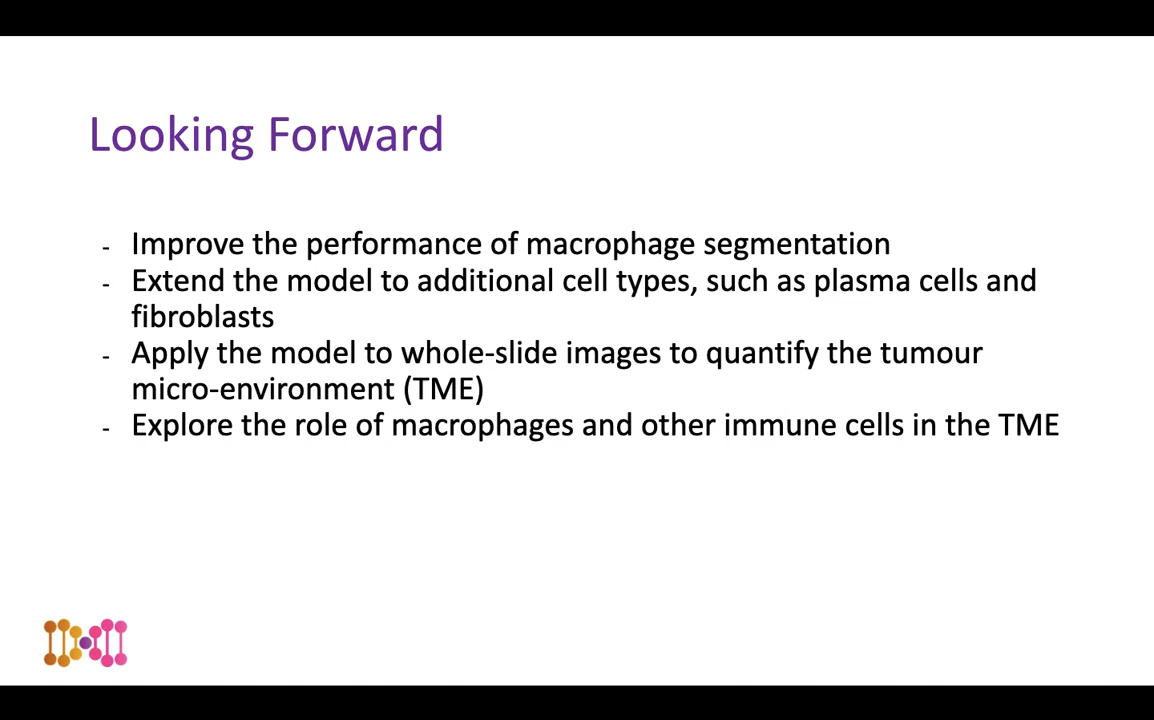 Looking Forward
- Improve the performance of macrophage segmentation
- Extend the model to additional cell types, such as plasma cells and
fibroblasts
- Apply the model to whole-slide images to quantify the tumour
micro-environment (TME)
- Explore the role of macrophages and other immune cells in the TME